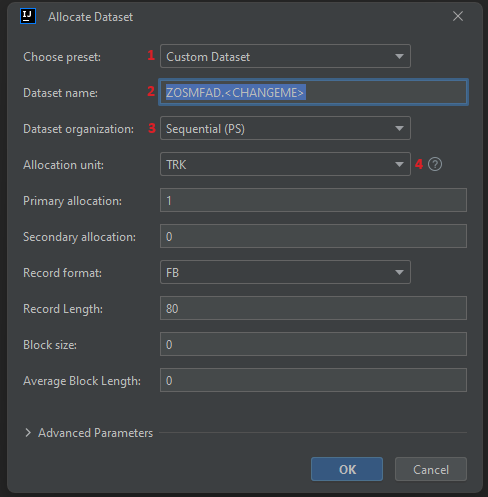 IJ Allocate Dataset
Choose preset: 1 Custom Dataset
Dataset name: 2 ZOSMFAD.<CHANGEME>
Dataset organization: 3 Sequential (PS)
Allocation unit: TRK 4 ?
Primary allocation: 1
Secondary allocation: 0
Record format: FB
Record Length: 80
Block size: 0
Average Block Length: 0
Advanced Parameters
OK Cancel